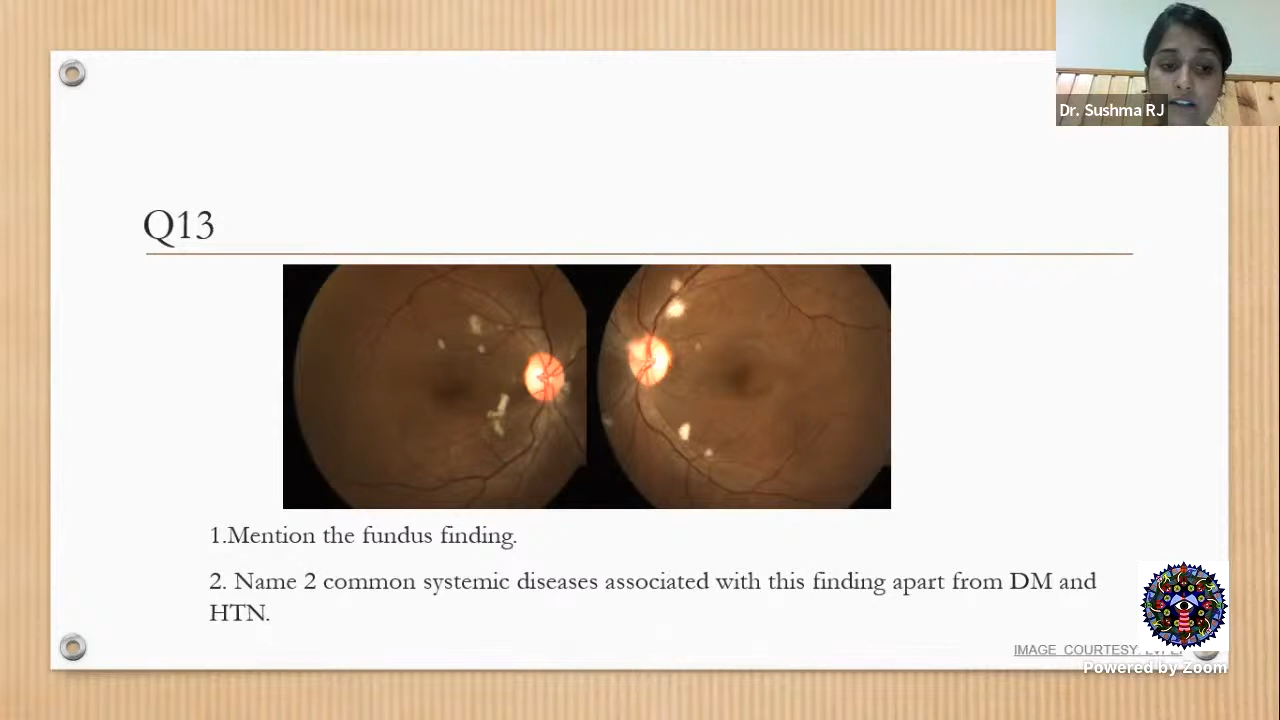 Dr. Sushma RJ
Q13
1.Mention the fundus finding.
2. Name 2 common systemic diseases associated with this finding apart from DM and
HTN.
IMAGE COURTESY:
Powered by Zoom